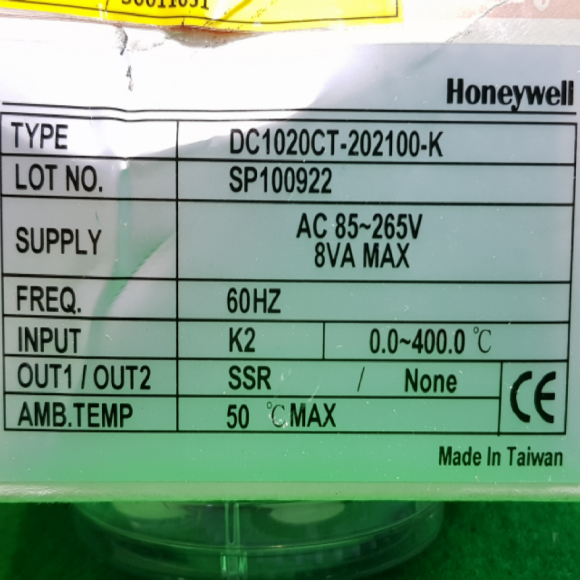 Honeywell
TYPE DC1020CT-202100-K
LOT NO. SP100922
SUPPLY AC 85~265V
8VA MAX
FREQ. 60HZ
INPUT K2 0.0~400.0 ℃
OUT1 / OUT2 SSR / None
AMB.TEMP 50 ℃ MAX
CE
Made In Taiwan